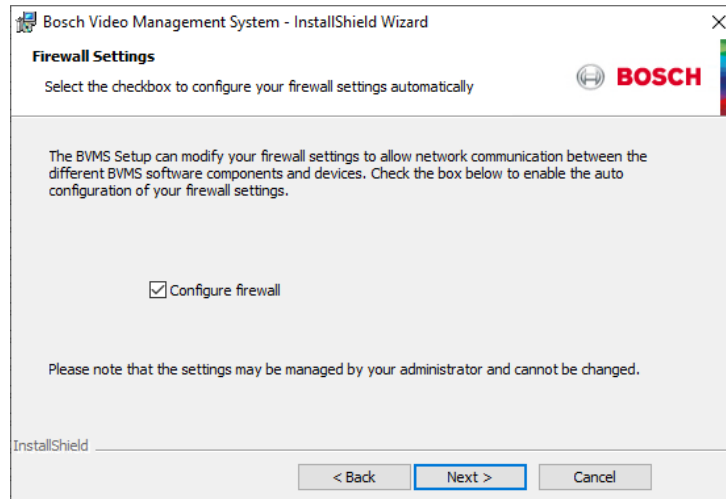 Bosch Video Management System - InstallShield Wizard
Firewall Settings
Select the checkbox to configure your firewall settings automatically
BOSCH
The BVMS Setup can modify your firewall settings to allow network communication between the
different BVMS software components and devices. Check the box below to enable the auto
configuration of your firewall settings.
Configure firewall
Please note that the settings may be managed by your administrator and cannot be changed.
InstallShield
< Back
Next >
Cancel